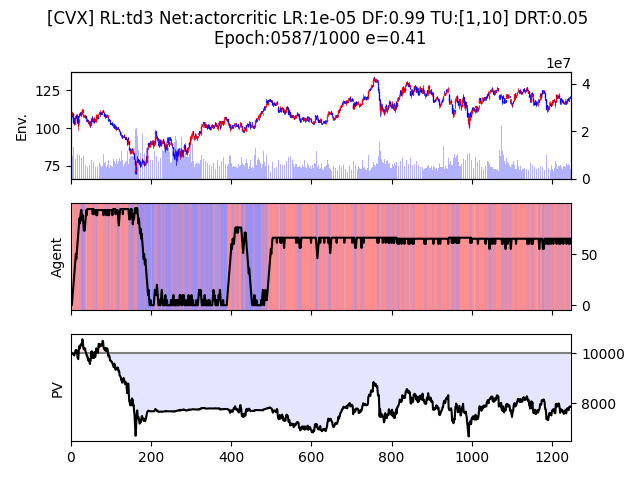 [CVX] RL:td3 Net:actorcritic LR:1e-05 DF:0.99 TU:[1,10] DRT:0.05
Epoch:0587/1000 e=0.41
1e7
125
100
75
Env.
4
2
0
Agent
50
0
PV
10000
8000
0 200 400 600 800 1000 1200